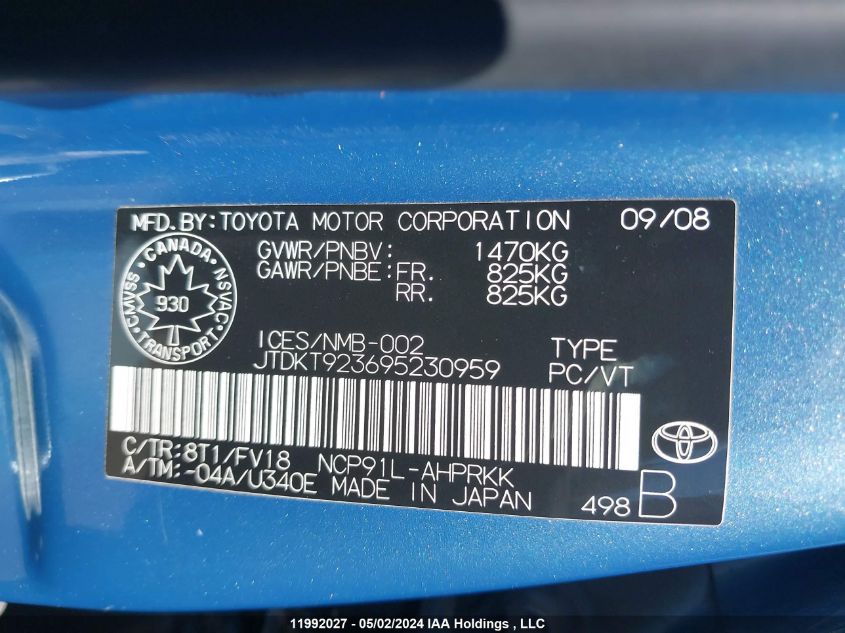 MFD.BY:TOYOTA MOTOR CORPORATION 09/08
GVWR/PNBV: 1470KG
GAWR/PNBE:FR. 825KG
RR. 825KG
CANADA
CMVSS 930 NSVAC
TRANSPORT
ICES/NMB-002 TYPE
JTDKT923695230959 PC/VT
C/TR:8T1/FV18 NCP91L-AHPRKK
A/TM:-04A/U340E MADE IN JAPAN 498 B
11992027 - 05/02/2024 IAA Holdings , LLC